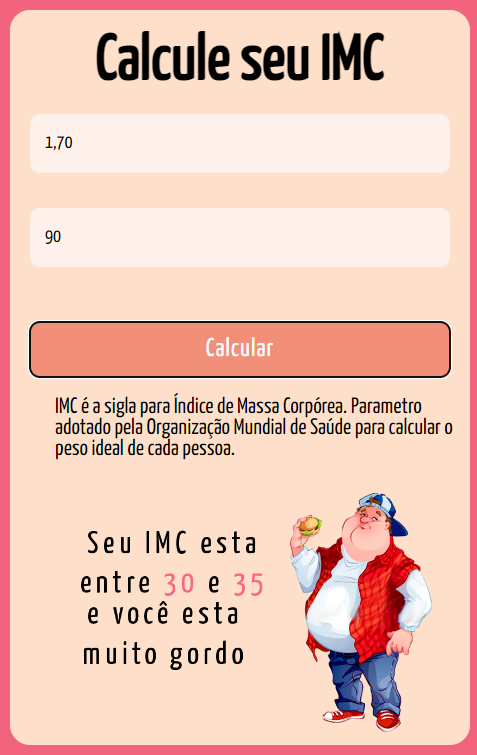 Calcule seu IMC
1,70
90
Calcular
IMC é a sigla para Índice de Massa Corpórea. Parametro
adotado pela Organização Mundial de Saúde para calcular o
peso ideal de cada pessoa.
Seu IMC esta
entre 30 e 35
e você esta
muito gordo